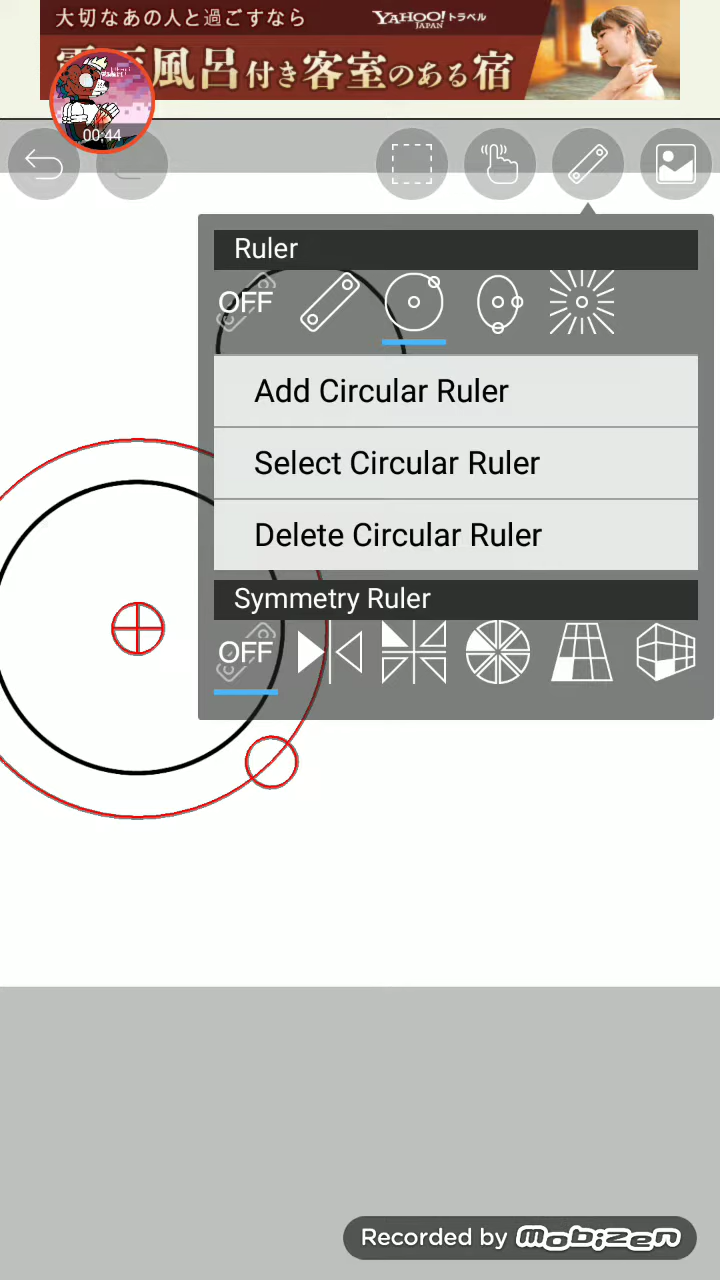 大切なあの人と過ごすなら
YAHOO! JAPAN トラベル
風呂付き客室のある宿
00:44
Ruler
OFF
Add Circular Ruler
Select Circular Ruler
Delete Circular Ruler
Symmetry Ruler
OFF
Recorded by mobizen